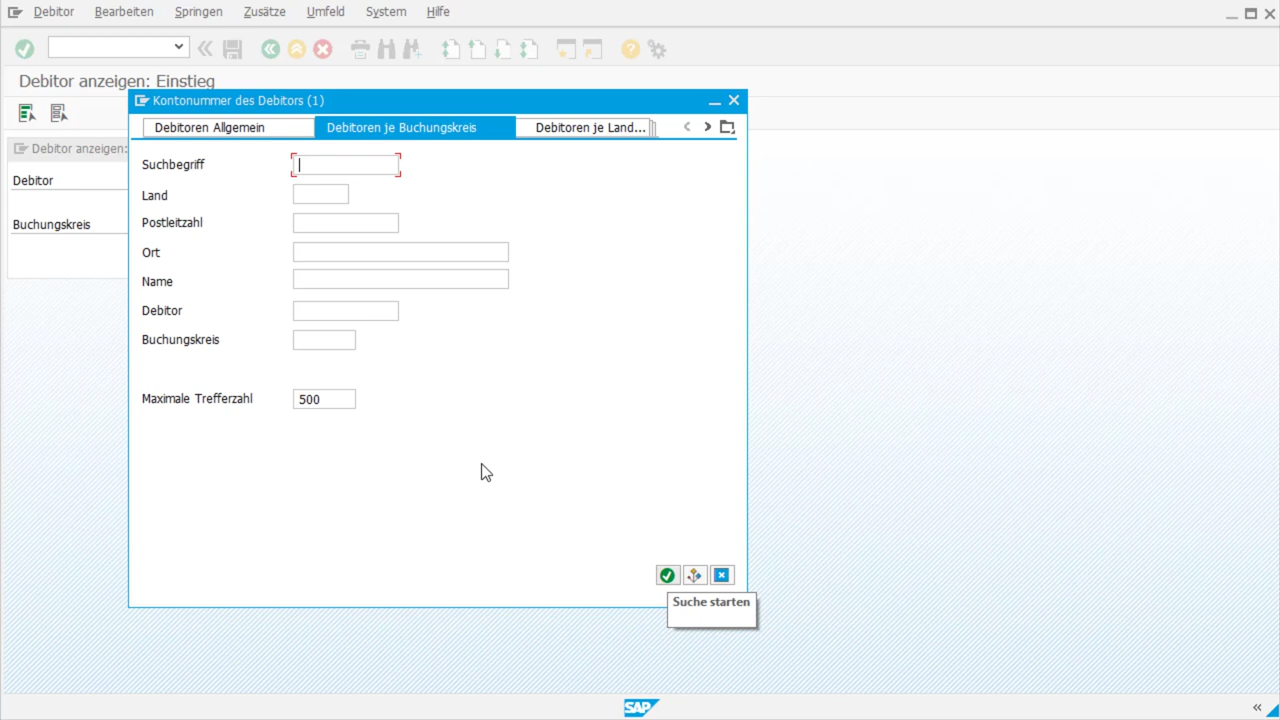 Debitor Bearbeiten Springen Zusätze Umfeld System Hilfe
Debitor anzeigen: Einstieg
Kontonummer des Debitors (1)
Debitoren Allgemein Debitoren je Buchungskreis Debitoren je Land...
Debitor anzeigen:
Debitor
Buchungskreis
Suchbegriff
Land
Postleitzahl
Ort
Name
Debitor
Buchungskreis
Maximale Trefferzahl 500
Suche starten
SAP